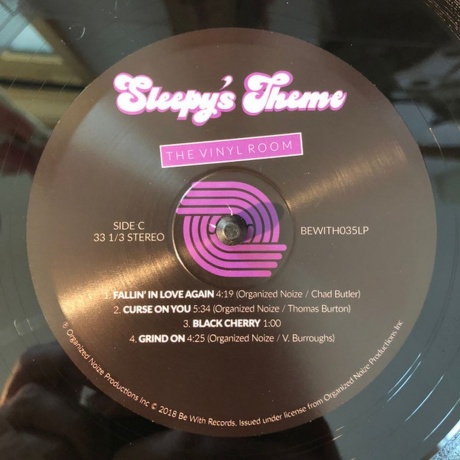 Sleepy's Theme
THE VINYL ROOM
SIDE C
33 1/3 STEREO
BEWITH035LP
1. FALLIN' IN LOVE AGAIN 4:19 (Organized Noize / Chad Butler)
2. CURSE ON YOU 5:34 (Organized Noize / Thomas Burton)
3. BLACK CHERRY 1:00
4. GRIND ON 4:25 (Organized Noize / V. Burroughs)
℗ Organized Noize Productions Inc © 2018 Be With Records. Issued under license from Organized Noize Productions Inc